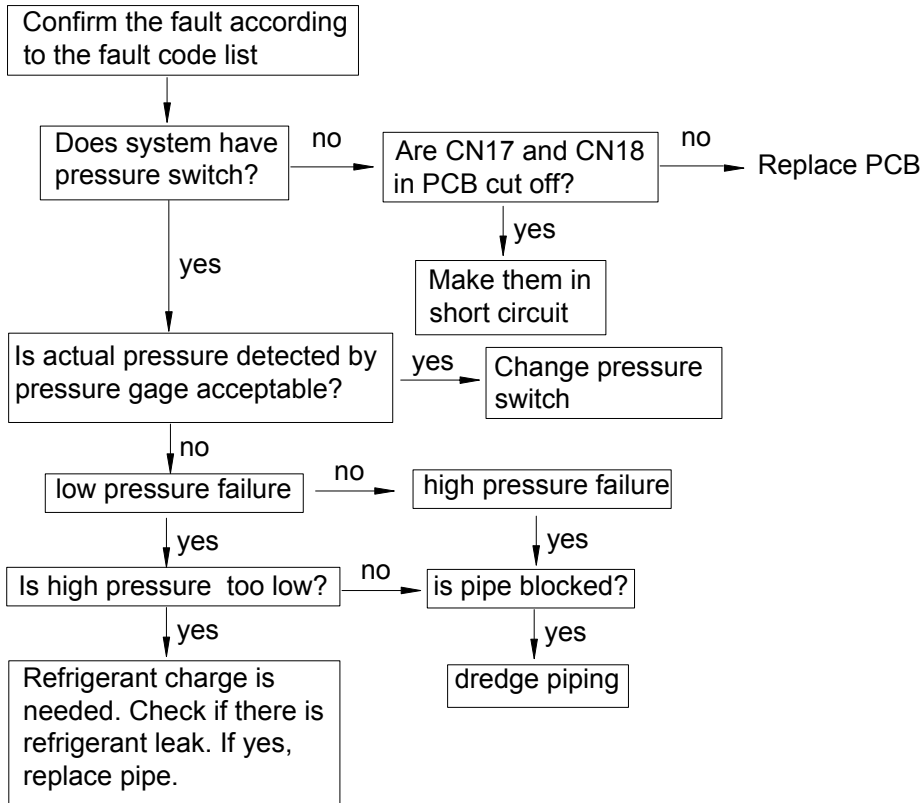 Confirm the fault according
to the fault code list
Does system have
pressure switch?
no
Are CN17 and CN18
in PCB cut off?
no
Replace PCB
yes
Make them in
short circuit
yes
Is actual pressure detected by
pressure gage acceptable?
yes
Change pressure
switch
no
low pressure failure
no
high pressure failure
yes
yes
Is high pressure too low?
no
is pipe blocked?
yes
yes
Refrigerant charge is
needed. Check if there is
refrigerant leak. If yes,
replace pipe.
dredge piping